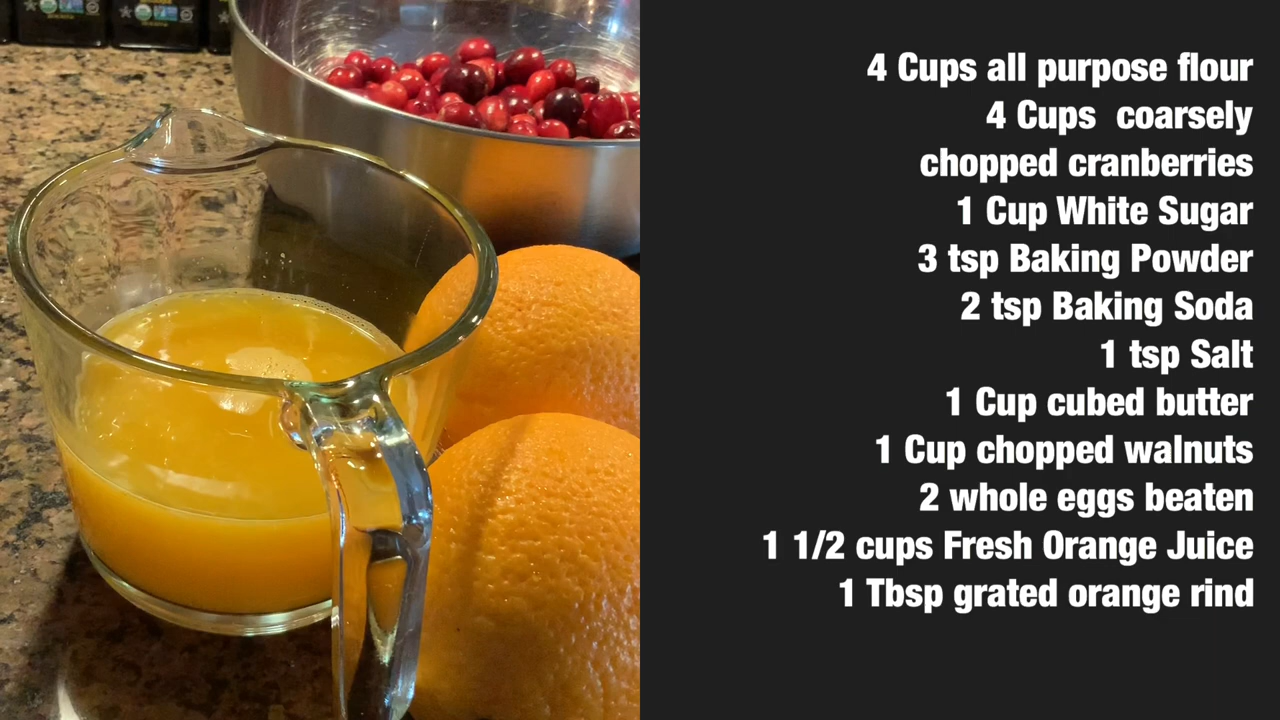 4 Cups all purpose flour
4 Cups  coarsely
chopped cranberries
1 Cup White Sugar
3 tsp Baking Powder
2 tsp Baking Soda
1 tsp Salt
1 Cup cubed butter
1 Cup chopped walnuts
2 whole eggs beaten
1 1/2 cups Fresh Orange Juice
1 Tbsp grated orange rind